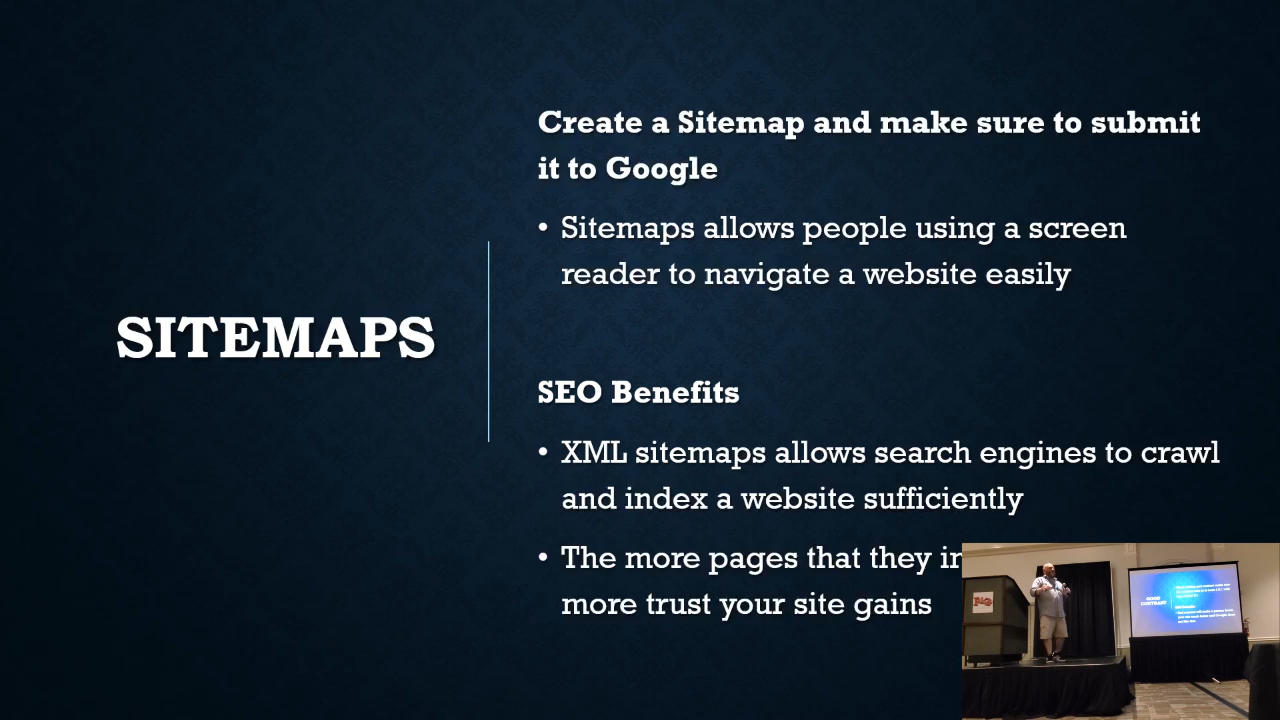 SITEMAPS
Create a Sitemap and make sure to submit
it to Google
• Sitemaps allows people using a screen
reader to navigate a website easily
SEO Benefits
• XML sitemaps allows search engines to crawl
and index a website sufficiently
• The more pages that they
more trust your site gains
GOOD
CONTRAST